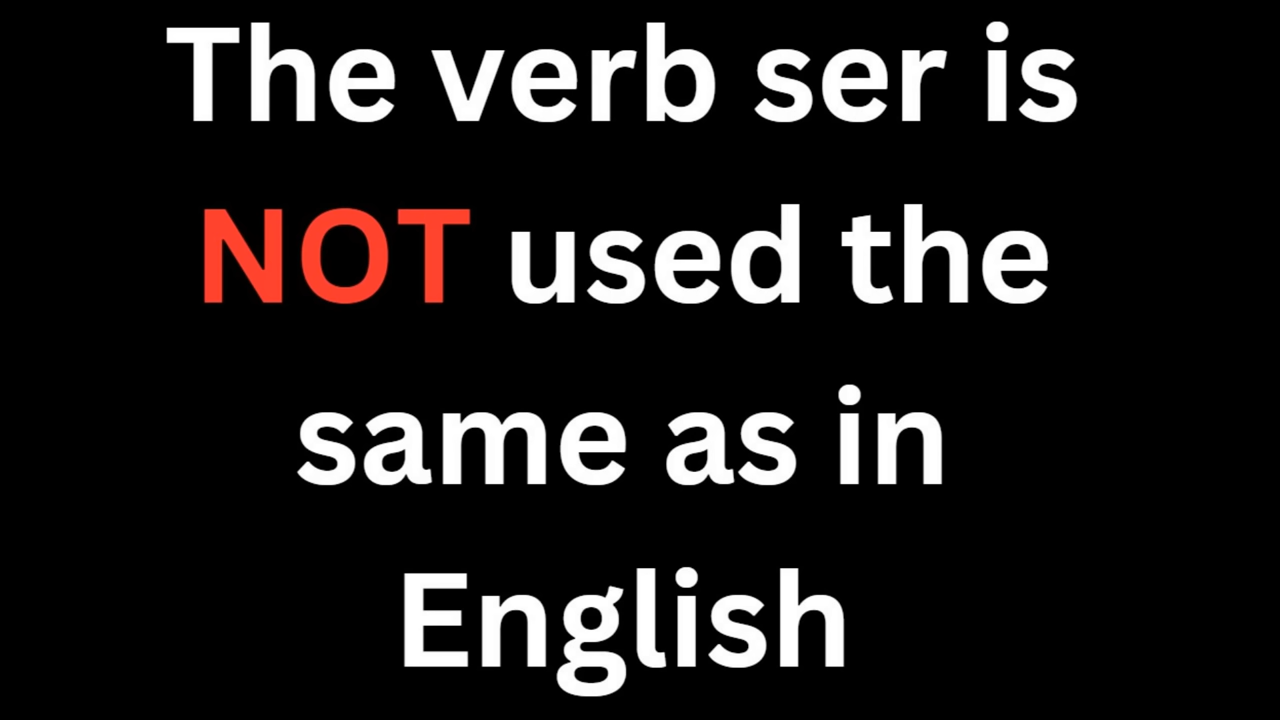 The verb ser is
NOT used the
same as in
English